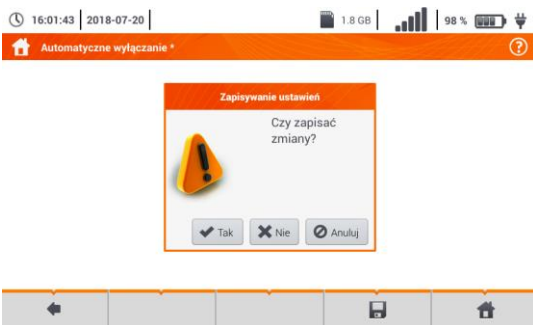 16:01:43 2018-07-20 1.8 GB 98 %
Automatyczne wyłączanie * ?
Zapisywanie ustawień
Czy zapisać
zmiany?
Tak Nie Anuluj